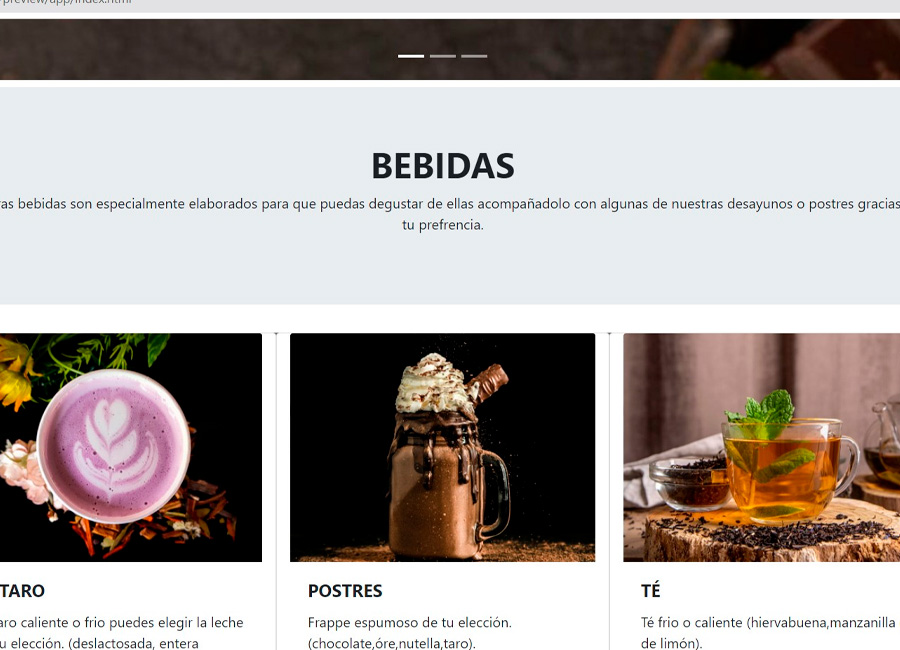 preview/app/index.html
BEBIDAS
as bebidas son especialmente elaborados para que puedas degustar de ellas acompañadolo con algunas de nuestras desayunos o postres gracias
tu prefrencia.
TARO
aro caliente o frio puedes elegir la leche
u elección. (deslactosada, entera
POSTRES
Frappe espumoso de tu elección.
(chocolate,óre,nutella,taro).
TÉ
Té frio o caliente (hiervabuena,manzanilla
de limón).